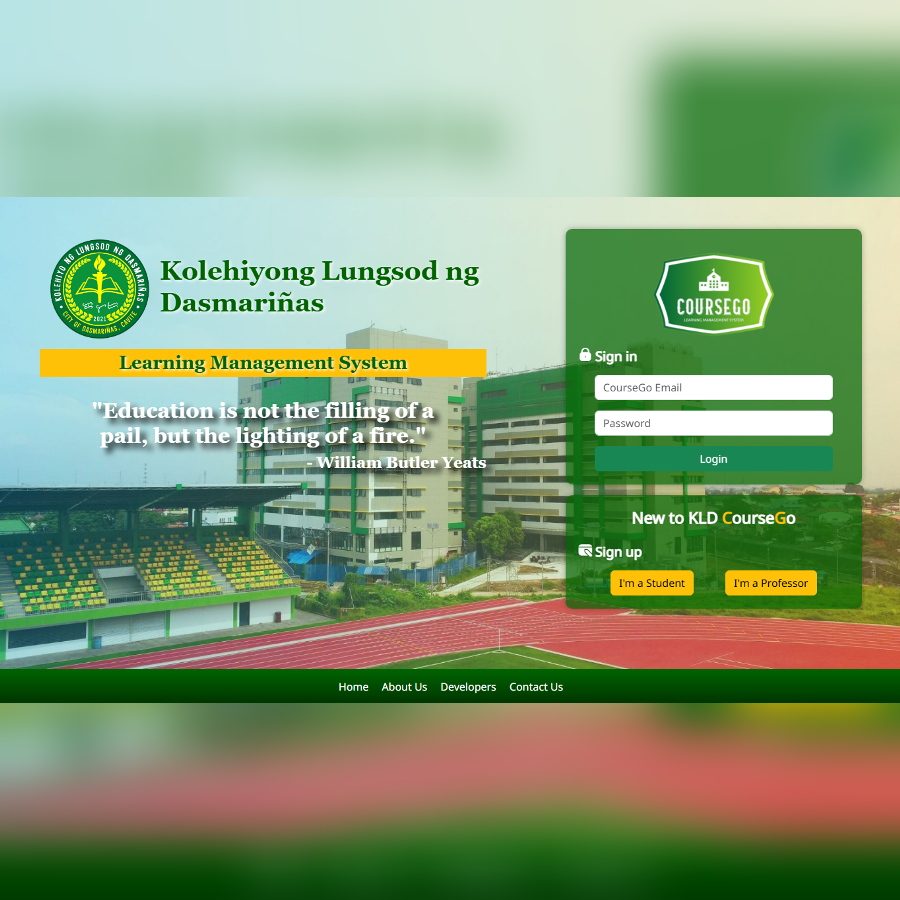 KOLEHIYO NG LUNGSOD NG DASMARIÑAS
2021
CITY OF DASMARIÑAS, CAVITE
Kolehiyong Lungsod ng
Dasmariñas
Learning Management System
"Education is not the filling of a
pail, but the lighting of a fire."
- William Butler Yeats
COURSEGO
LEARNING MANAGEMENT SYSTEM
Sign in
CourseGo Email
Password
Login
New to KLD CourseGo
Sign up
I'm a Student
I'm a Professor
Home About Us Developers Contact Us